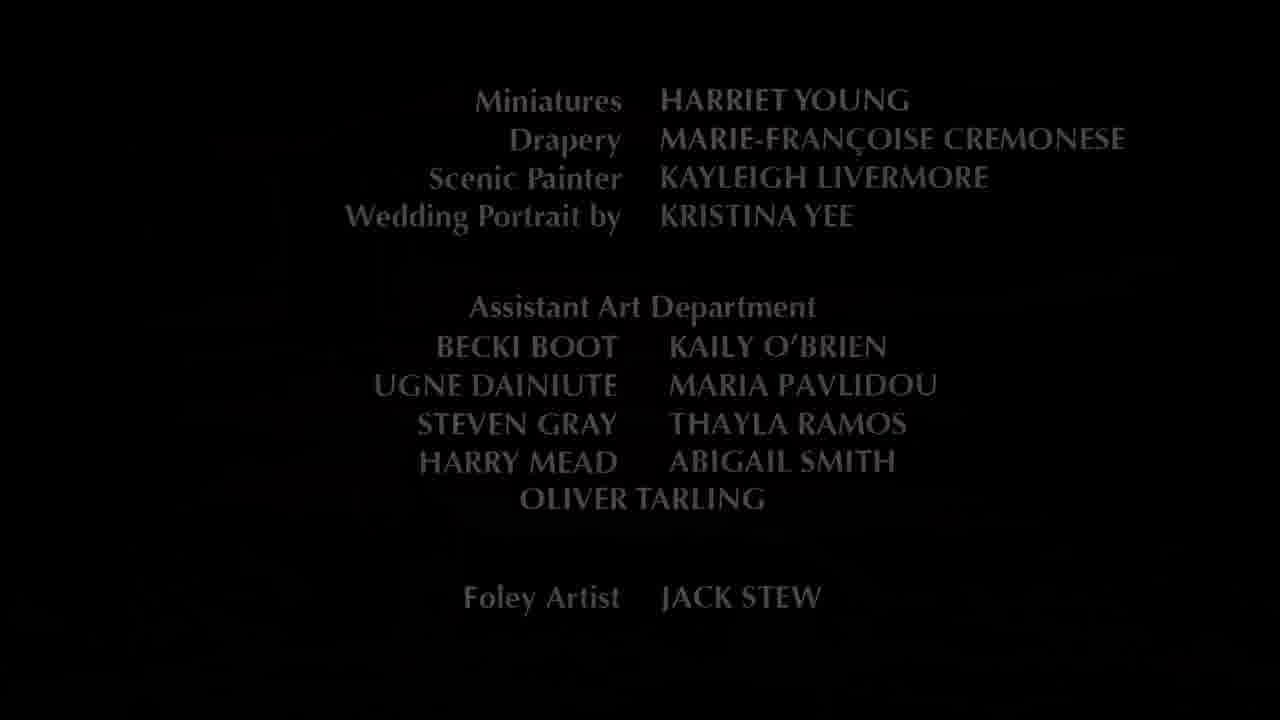 Miniatures HARRIET YOUNG
Drapery MARIE-FRANÇOISE CREMONESE
Scenic Painter KAYLEIGH LIVERMORE
Wedding Portrait by KRISTINA YEE
Assistant Art Department
BECKI BOOT KAILY O’BRIEN
UGNE DAINIUTE MARIA PAVLIDOU
STEVEN GRAY THAYLA RAMOS
HARRY MEAD ABIGAIL SMITH
OLIVER TARLING
Foley Artist JACK STEW